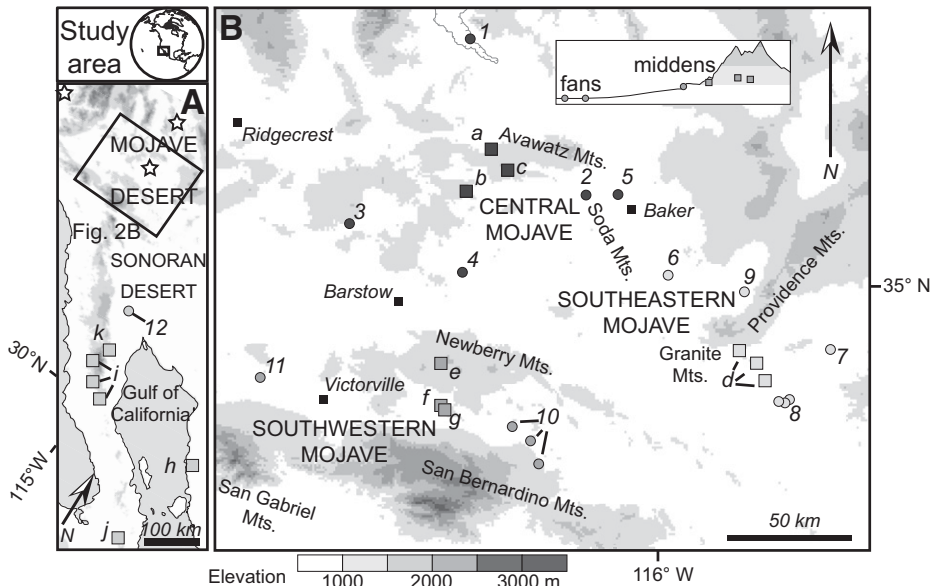 Study
area
A
MOJAVE
DESERT
Fig. 2B
SONORAN
DESERT
12
k
i
30°N
Gulf of
California
115°W
h
N
j
100 km
B
1
fans
middens
N
Ridgecrest
a
Avawatz Mts.
c
b
2
5
CENTRAL
MOJAVE
Baker
Soda Mts.
3
4
6
9
Providence Mts.
35° N
Barstow
SOUTHEASTERN
MOJAVE
Newberry Mts.
Granite
Mts.
7
e
d
11
Victorville
f
g
8
10
SOUTHWESTERN
MOJAVE
San Bernardino Mts.
San Gabriel
Mts.
50 km
Elevation
1000
2000
3000 m
116° W